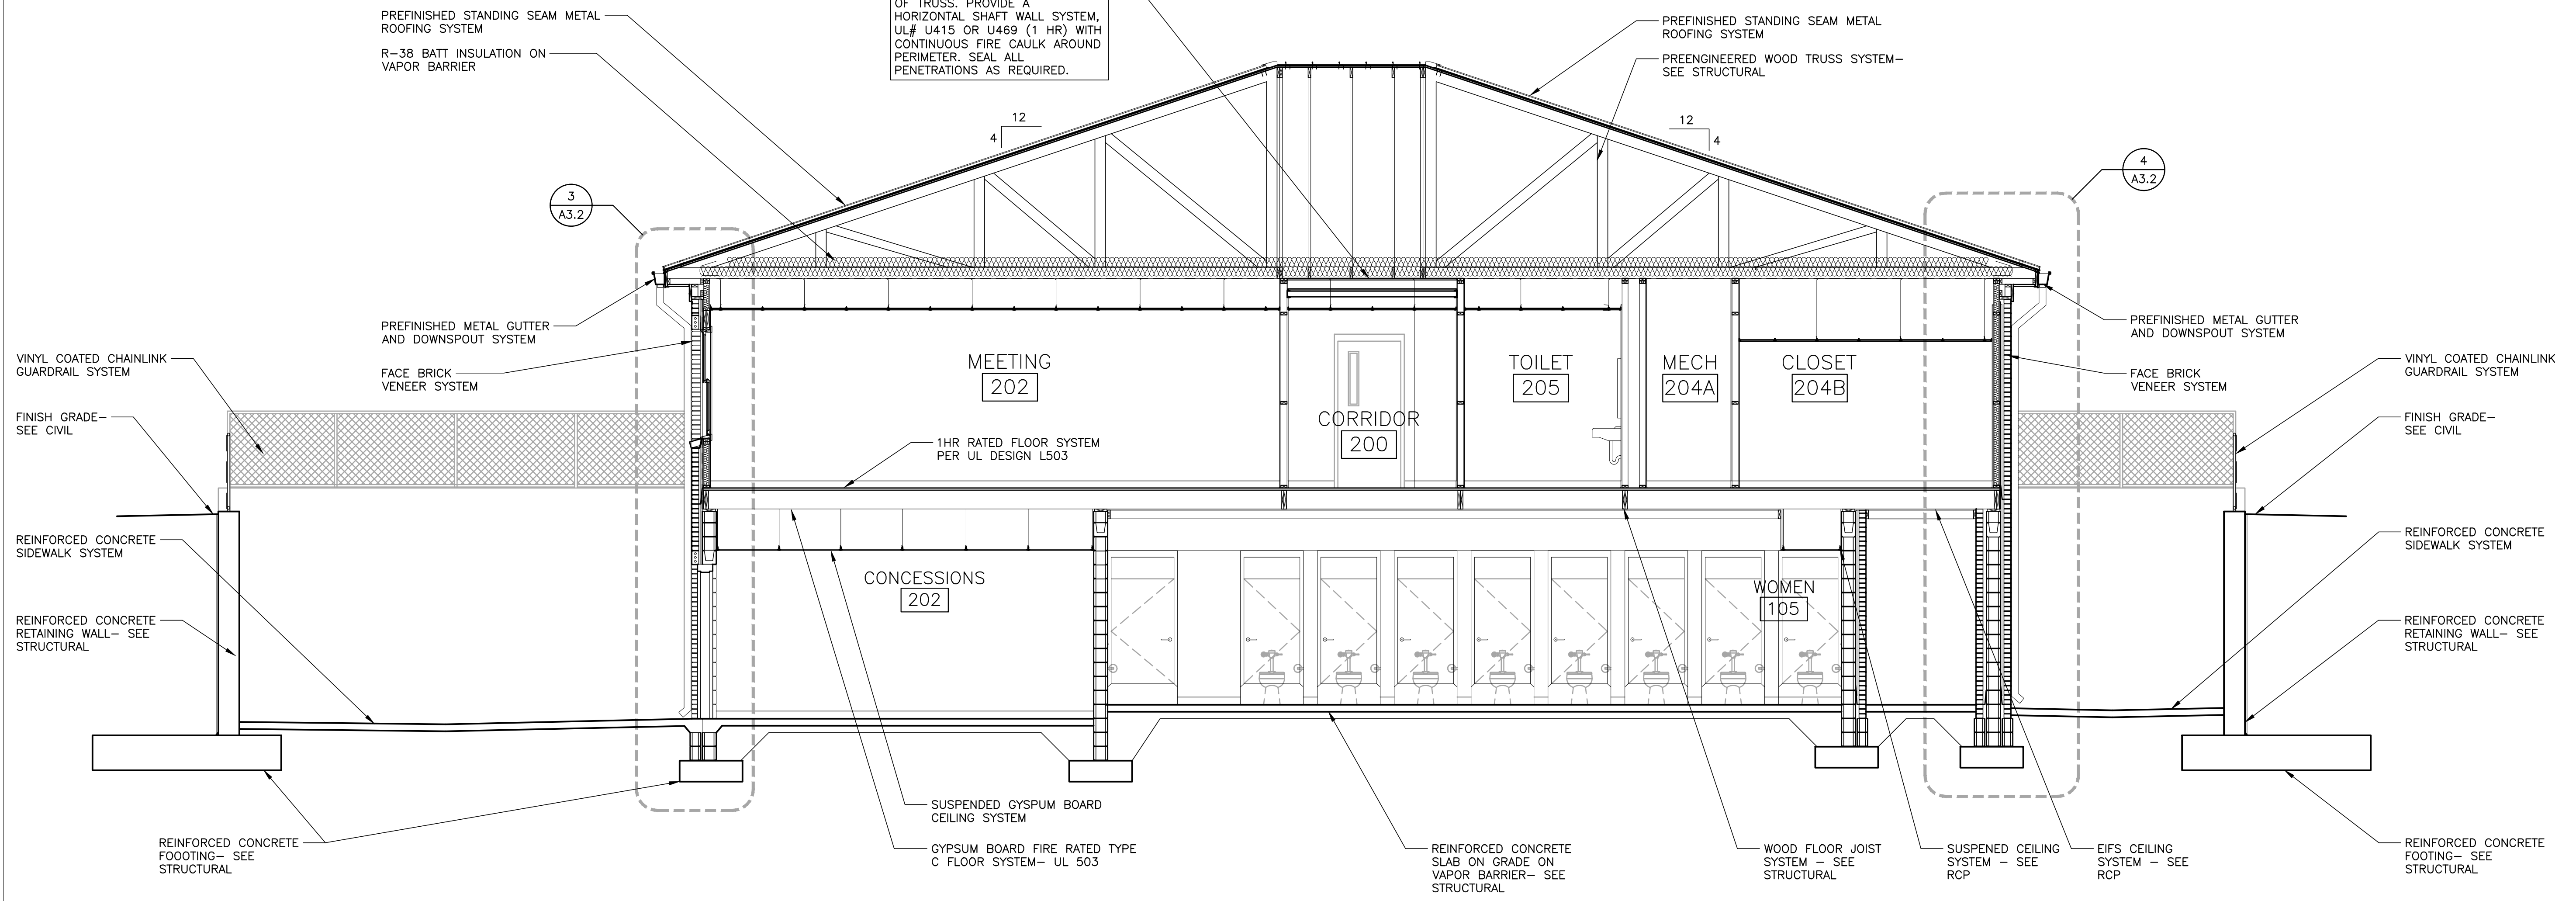 PREFINISHED STANDING SEAM METAL
ROOFING SYSTEM
R-38 BATT INSULATION ON
VAPOR BARRIER
OF TRUSS. PROVIDE A
HORIZONTAL SHAFT WALL SYSTEM,
UL# U415 OR U469 (1 HR) WITH
CONTINUOUS FIRE CAULK AROUND
PERIMETER. SEAL ALL
PENETRATIONS AS REQUIRED.
PREFINISHED STANDING SEAM METAL
ROOFING SYSTEM
PREENGINEERED WOOD TRUSS SYSTEM-
SEE STRUCTURAL
12
4
12
4
3
A3.2
4
A3.2
PREFINISHED METAL GUTTER
AND DOWNSPOUT SYSTEM
FACE BRICK
VENEER SYSTEM
VINYL COATED CHAINLINK
GUARDRAIL SYSTEM
FINISH GRADE-
SEE CIVIL
REINFORCED CONCRETE
SIDEWALK SYSTEM
REINFORCED CONCRETE
RETAINING WALL- SEE
STRUCTURAL
REINFORCED CONCRETE
FOOOTING- SEE
STRUCTURAL
MEETING
202
CORRIDOR
200
TOILET
205
MECH
204A
CLOSET
204B
1HR RATED FLOOR SYSTEM
PER UL DESIGN L503
CONCESSIONS
202
WOMEN
105
PREFINISHED METAL GUTTER
AND DOWNSPOUT SYSTEM
FACE BRICK
VENEER SYSTEM
VINYL COATED CHAINLINK
GUARDRAIL SYSTEM
FINISH GRADE-
SEE CIVIL
REINFORCED CONCRETE
SIDEWALK SYSTEM
REINFORCED CONCRETE
RETAINING WALL- SEE
STRUCTURAL
REINFORCED CONCRETE
FOOTING- SEE
STRUCTURAL
SUSPENDED GYSPUM BOARD
CEILING SYSTEM
GYPSUM BOARD FIRE RATED TYPE
C FLOOR SYSTEM- UL 503
REINFORCED CONCRETE
SLAB ON GRADE ON
VAPOR BARRIER- SEE
STRUCTURAL
WOOD FLOOR JOIST
SYSTEM - SEE
STRUCTURAL
SUSPENED CEILING
SYSTEM - SEE
RCP
EIFS CEILING
SYSTEM - SEE
RCP